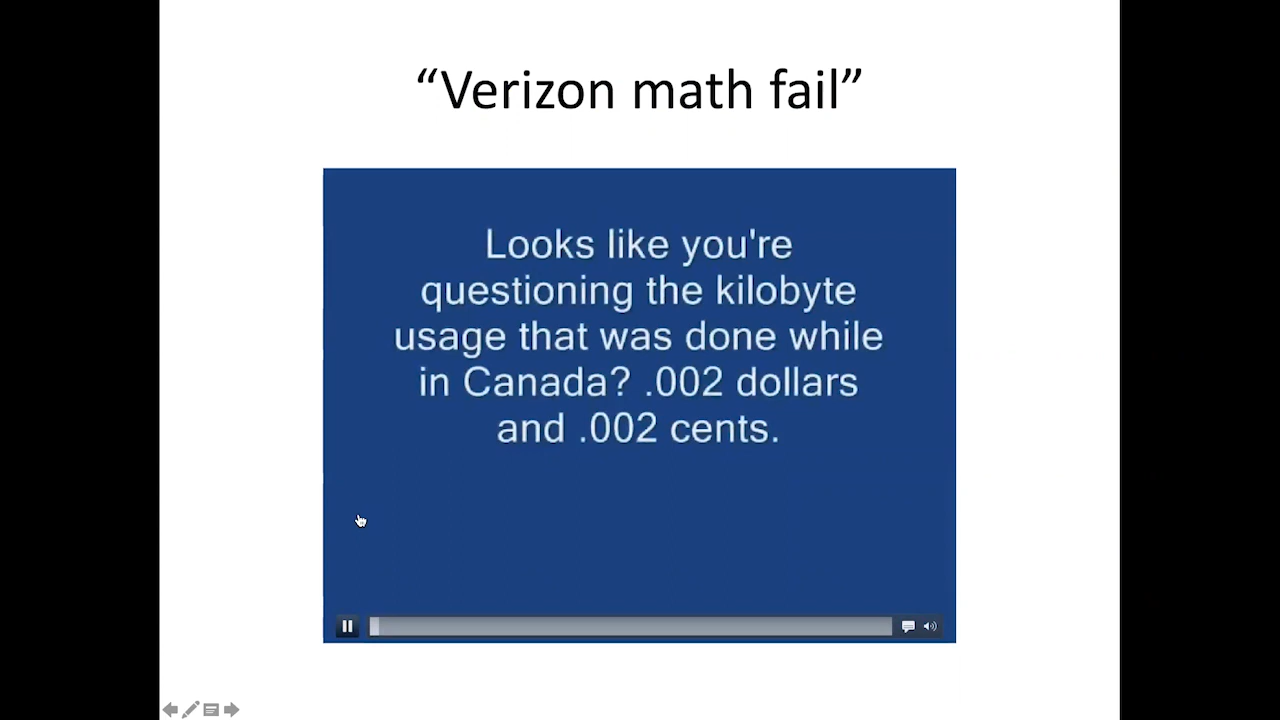 “Verizon math fail”
Looks like you're
questioning the kilobyte
usage that was done while
in Canada? .002 dollars
and .002 cents.